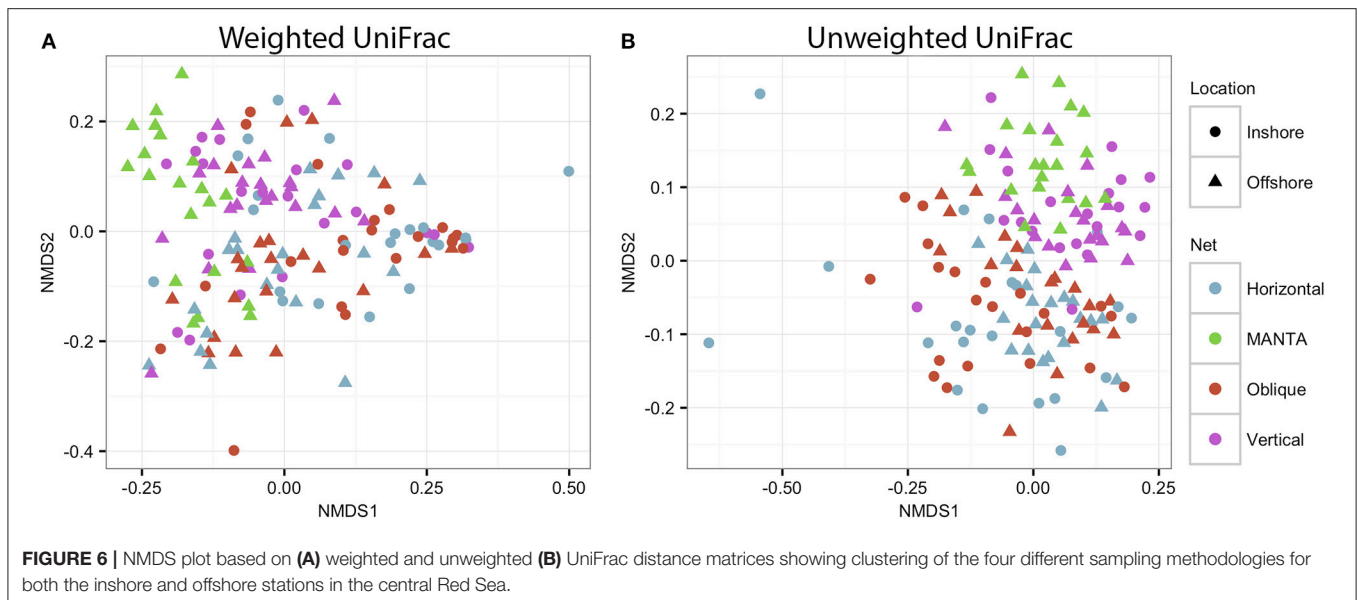 A
Weighted UniFrac
0.2
0.0
-0.2
-0.4
NMDS2
-0.25
0.00
0.25
0.50
NMDS1
B
Unweighted UniFrac
0.2
0.1
0.0
-0.1
-0.2
NMDS2
-0.50
-0.25
0.00
0.25
NMDS1
Location
Inshore
Offshore
Net
Horizontal
MANTA
Oblique
Vertical
FIGURE 6 | NMDS plot based on (A) weighted and unweighted (B) UniFrac distance matrices showing clustering of the four different sampling methodologies for
both the inshore and offshore stations in the central Red Sea.